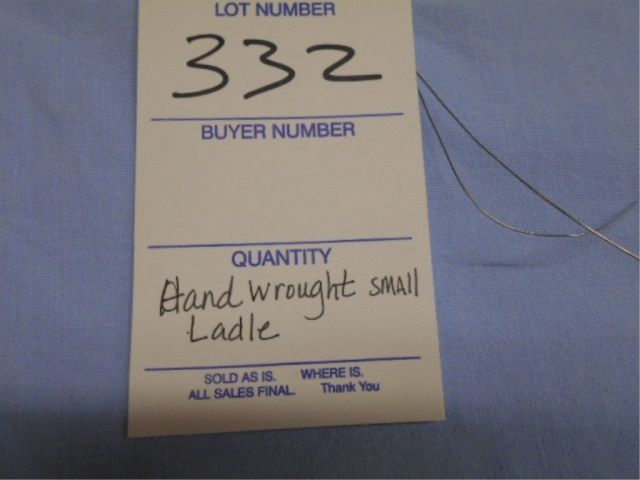 LOT NUMBER
332
BUYER NUMBER
QUANTITY
Hand Wrought SMAll
Ladle
SOLD AS IS. WHERE IS.
ALL SALES FINAL. Thank You